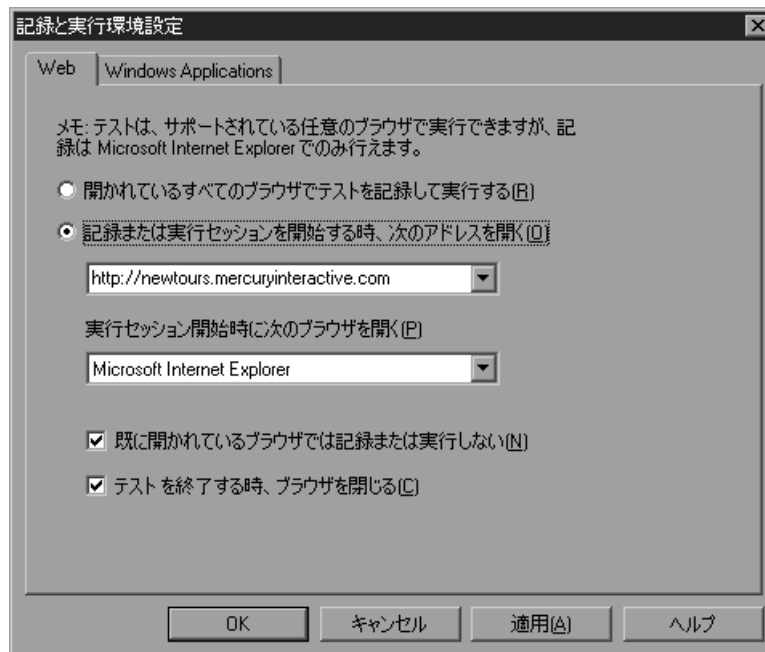 記録と実行環境設定
Web
Windows Applications
メモ: テストは、サポートされている任意のブラウザで実行できますが、記
録は Microsoft Internet Explorer でのみ行えます。
開かれているすべてのブラウザでテストを記録して実行する(R)
記録または実行セッションを開始する時、次のアドレスを開く(O)
http://newtours.mercuryinteractive.com
実行セッション開始時に次のブラウザを開く(P)
Microsoft Internet Explorer
既に開かれているブラウザでは記録または実行しない(N)
テストを終了する時、ブラウザを閉じる(C)
OK
キャンセル
適用(A)
ヘルプ